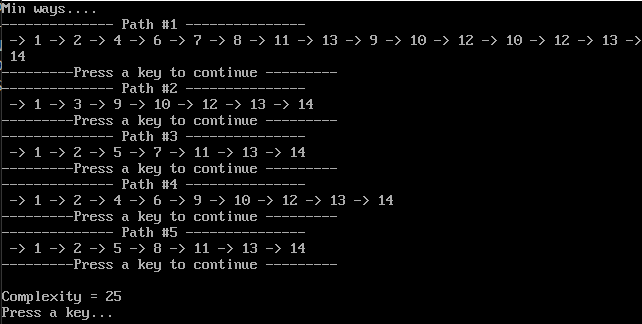 Min ways....
-------------- Path #1 ---------------
-> 1 -> 2 -> 4 -> 6 -> 7 -> 8 -> 11 -> 13 -> 9 -> 10 -> 12 -> 10 -> 12 -> 13 ->
14
---------Press a key to continue ---------
-------------- Path #2 ---------------
-> 1 -> 3 -> 9 -> 10 -> 12 -> 13 -> 14
---------Press a key to continue ---------
-------------- Path #3 ---------------
-> 1 -> 2 -> 5 -> 7 -> 11 -> 13 -> 14
---------Press a key to continue ---------
-------------- Path #4 ---------------
-> 1 -> 2 -> 4 -> 6 -> 9 -> 10 -> 12 -> 13 -> 14
---------Press a key to continue ---------
-------------- Path #5 ---------------
-> 1 -> 2 -> 5 -> 8 -> 11 -> 13 -> 14
---------Press a key to continue ---------
Complexity = 25
Press a key...